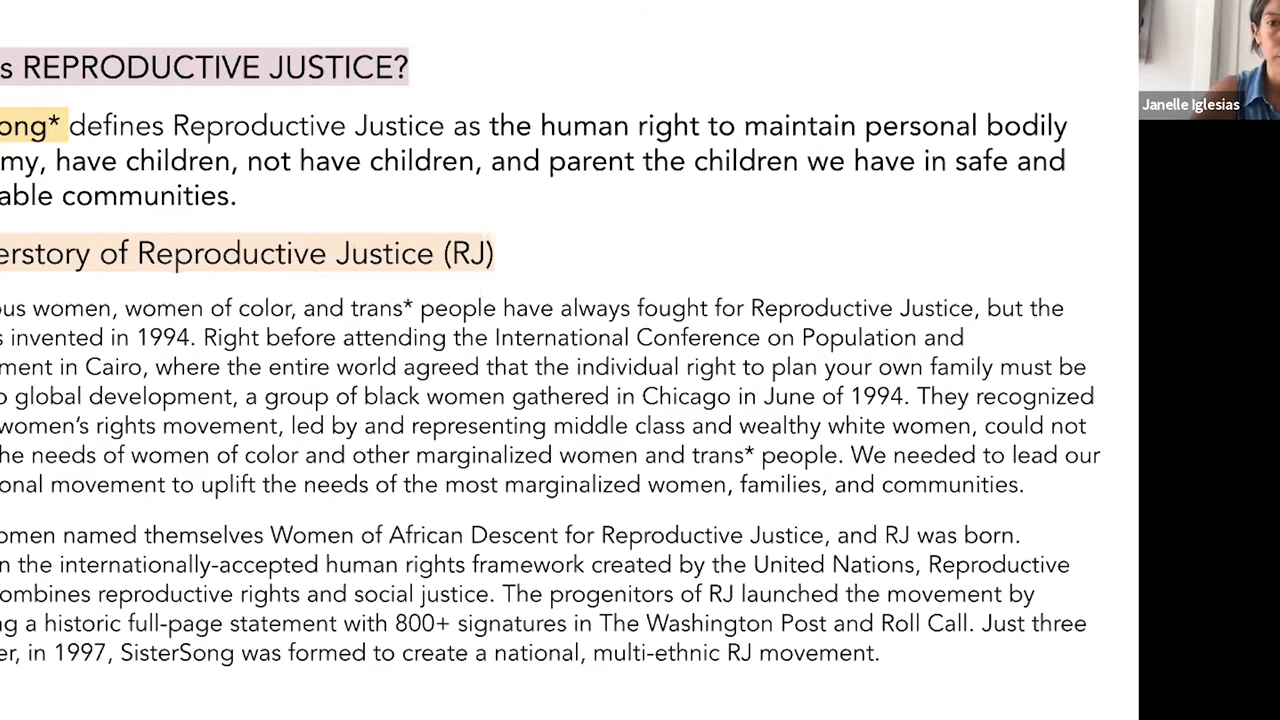 s REPRODUCTIVE JUSTICE?
ong* defines Reproductive Justice as the human right to maintain personal bodily
my, have children, not have children, and parent the children we have in safe and
able communities.
erstory of Reproductive Justice (RJ)
ous women, women of color, and trans* people have always fought for Reproductive Justice, but the
s invented in 1994. Right before attending the International Conference on Population and
ment in Cairo, where the entire world agreed that the individual right to plan your own family must be
o global development, a group of black women gathered in Chicago in June of 1994. They recognized
women's rights movement, led by and representing middle class and wealthy white women, could not
he needs of women of color and other marginalized women and trans* people. We needed to lead our
onal movement to uplift the needs of the most marginalized women, families, and communities.
omen named themselves Women of African Descent for Reproductive Justice, and RJ was born.
n the internationally-accepted human rights framework created by the United Nations, Reproductive
ombines reproductive rights and social justice. The progenitors of RJ launched the movement by
ng a historic full-page statement with 800+ signatures in The Washington Post and Roll Call. Just three
er, in 1997, SisterSong was formed to create a national, multi-ethnic RJ movement.
Janelle Iglesias